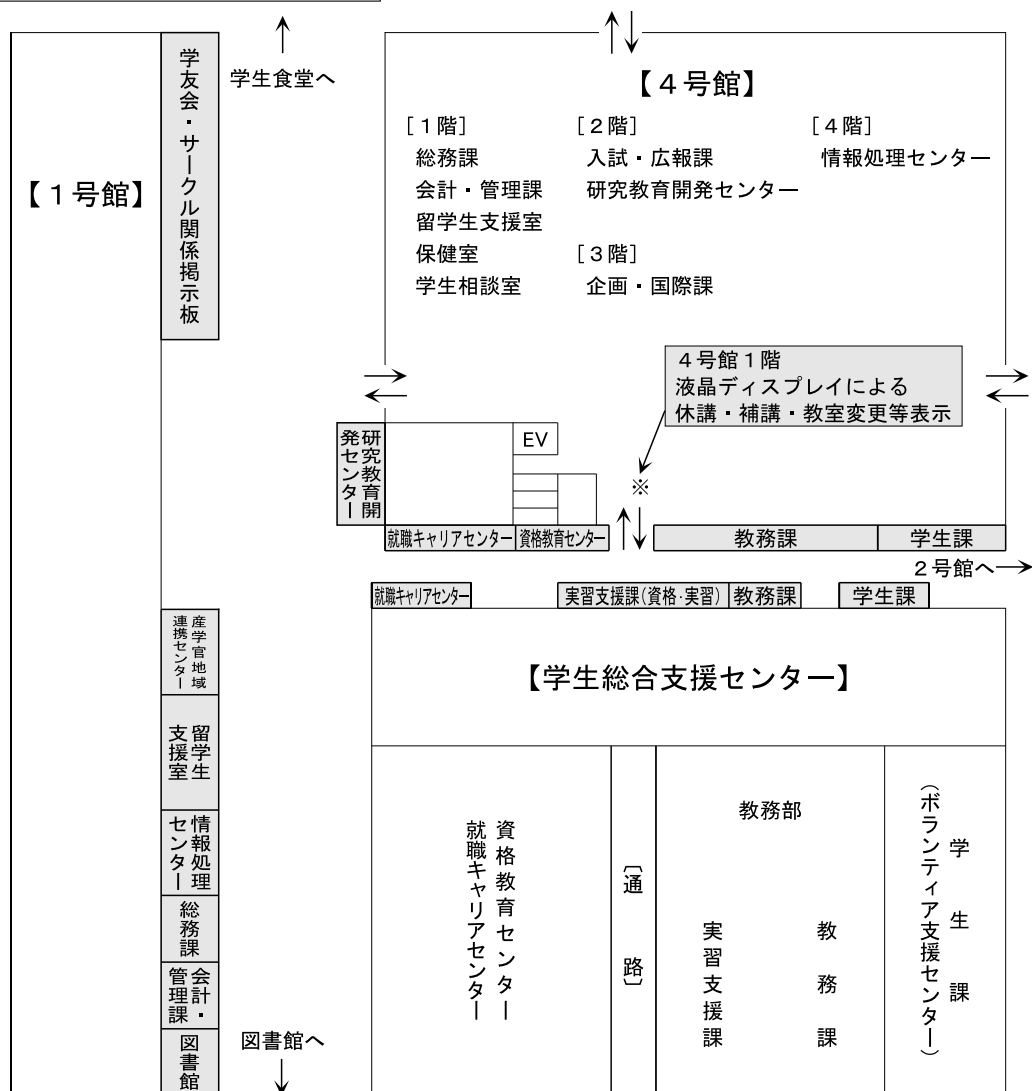 学生食堂へ
【1号館】
学友会・サークル関係掲示板
【4号館】
[1階]
総務課
会計・管理課
留学生支援室
保健室
学生相談室
[2階]
入試・広報課
研究教育開発センター
[3階]
企画・国際課
[4階]
情報処理センター
4号館1階
液晶ディスプレイによる
休講・補講・教室変更等表示
研究教育開
発センター
EV
※
就職キャリアセンター
資格教育センター
教務課
学生課
2号館へ
就職キャリアセンター
実習支援課(資格・実習)
教務課
学生課
産学官地域
連携センター
留学生
支援室
情報処理
センター
総務課
会計・
管理課
図書館
図書館へ
【学生総合支援センター】
資格教育センター
就職キャリアセンター
〔通路〕
教務部
教務課
実習支援課
学生課
(ボランティア支援センター)